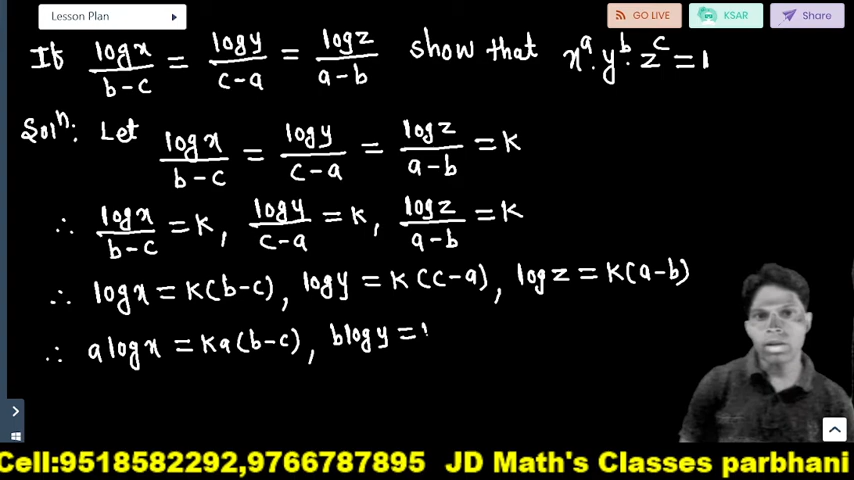 Lesson Plan
GO LIVE
KSAR
Share
If logx/b-c = logy/c-a = logz/a-b show that x^a.y^b.z^c = 1
Solⁿ: Let logx/b-c = logy/c-a = logz/a-b = K
∴ logx/b-c = K, logy/c-a = K, logz/a-b = K
∴ logx = K(b-c), logy = K(c-a), logz = K(a-b)
∴ alogx = Ka(b-c), blogy =
Cell:9518582292,9766787895 JD Math's Classes parbhani